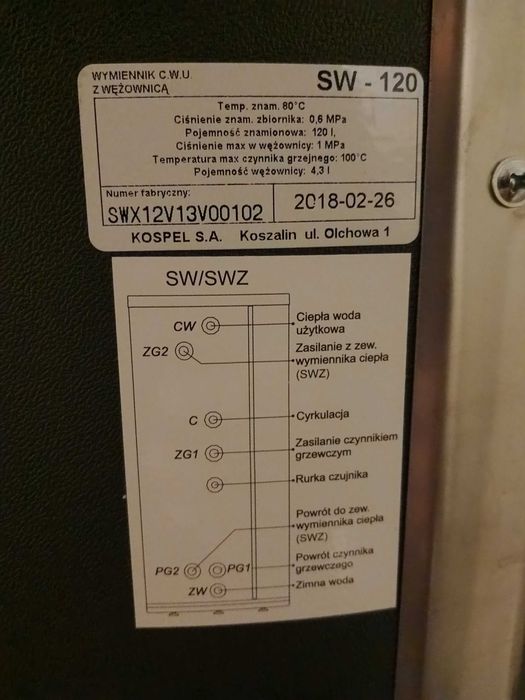 WYMIENNIK C.W.U.
Z WĘŻOWNICĄ
SW - 120
Temp. znam. 80°C
Ciśnienie znam. zbiornika: 0,6 MPa
Pojemność znamionowa: 120 l,
Ciśnienie max w wężownicy: 1 MPa
Temperatura max czynnika grzejnego: 100°C
Pojemność wężownicy: 4,3 l
Numer fabryczny:
SWX12V13V00102
2018-02-26
KOSPEL S.A. Koszalin ul. Olchowa 1
SW/SWZ
CW
Ciepła woda
użytkowa
ZG2
Zasilanie z zew.
wymiennika ciepła
(SWZ)
C
Cyrkulacja
ZG1
Zasilanie czynnikiem
grzewczym
Rurka czujnika
Powrót do zew.
wymiennika ciepła
(SWZ)
PG2
PG1
Powrót czynnika
grzewczego
ZW
Zimna woda